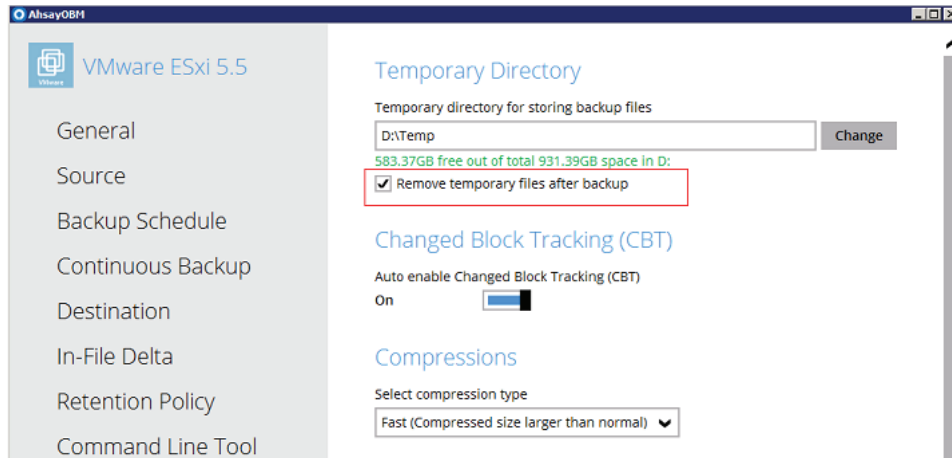 AhsayOBM
VMware
VMware ESxi 5.5
General
Source
Backup Schedule
Continuous Backup
Destination
In-File Delta
Retention Policy
Command Line Tool
Temporary Directory
Temporary directory for storing backup files
D:\Temp
Change
583.37GB free out of total 931.39GB space in D:
Remove temporary files after backup
Changed Block Tracking (CBT)
Auto enable Changed Block Tracking (CBT)
On
Compressions
Select compression type
Fast (Compressed size larger than normal)